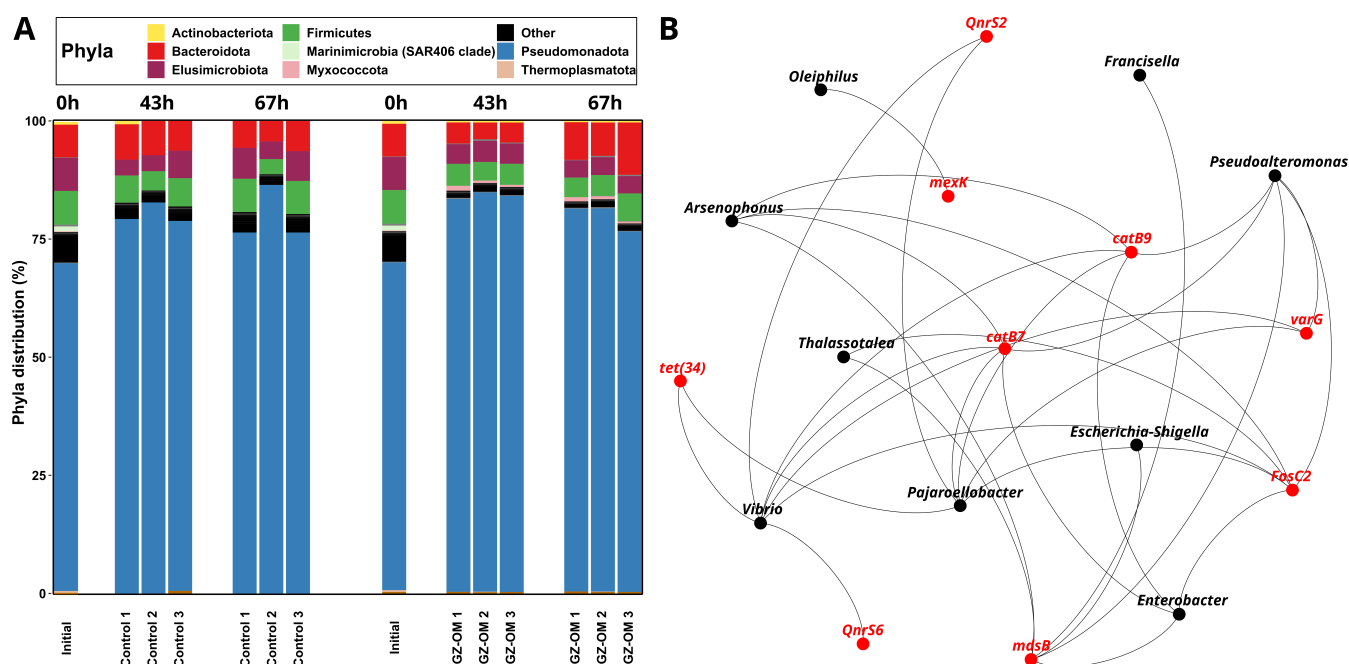 A
Phyla
Actinobacteriota
Bacteroidota
Elusimicrobiota
Firmicutes
Marinimicrobia (SAR406 clade)
Myxococcota
Other
Pseudomonadota
Thermoplasmatota
0h 43h 67h 0h 43h 67h
Phyla distribution (%)
100
75
50
25
0
Initial
Control 1
Control 2
Control 3
Control 1
Control 2
Control 3
Initial
GZ-OM 1
GZ-OM 2
GZ-OM 3
GZ-OM 1
GZ-OM 2
GZ-OM 3
B
QnrS2
Francisella
Oleiphilus
Pseudoalteromonas
mexK
Arsenophonus
catB9
varG
catB7
Thalassotalea
tet(34)
Escherichia-Shigella
FosC2
Pajaroellobacter
Vibrio
Enterobacter
QnrS6
mdsB